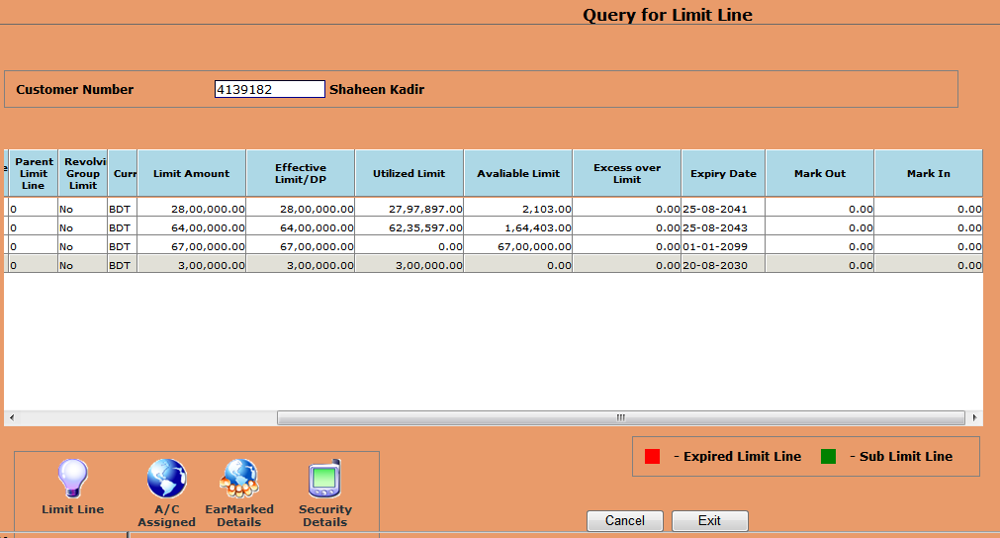 Query for Limit Line
Customer Number 4139182 Shaheen Kadir
e Parent Limit Line Revolvi Group Limit Curr Limit Amount Effective Limit/DP Utilized Limit Avaliable Limit Excess over Limit Expiry Date Mark Out Mark In
0 No BDT 28,00,000.00 28,00,000.00 27,97,897.00 2,103.00 0.00 25-08-2041 0.00 0.00
0 No BDT 64,00,000.00 64,00,000.00 62,35,597.00 1,64,403.00 0.00 25-08-2043 0.00 0.00
0 No BDT 67,00,000.00 67,00,000.00 0.00 67,00,000.00 0.00 01-01-2099 0.00 0.00
0 No BDT 3,00,000.00 3,00,000.00 3,00,000.00 0.00 0.00 20-08-2030 0.00 0.00
- Expired Limit Line - Sub Limit Line
Limit Line A/C Assigned EarMarked Details Security Details
Cancel Exit